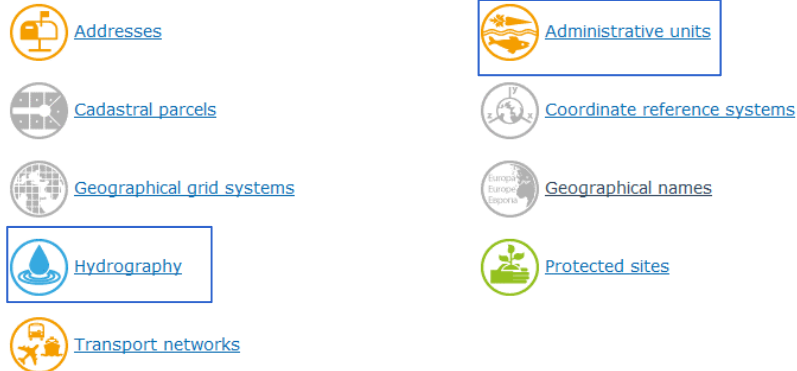 Addresses
Administrative units
Cadastral parcels
Coordinate reference systems
Geographical grid systems
Geographical names
Hydrography
Protected sites
Transport networks